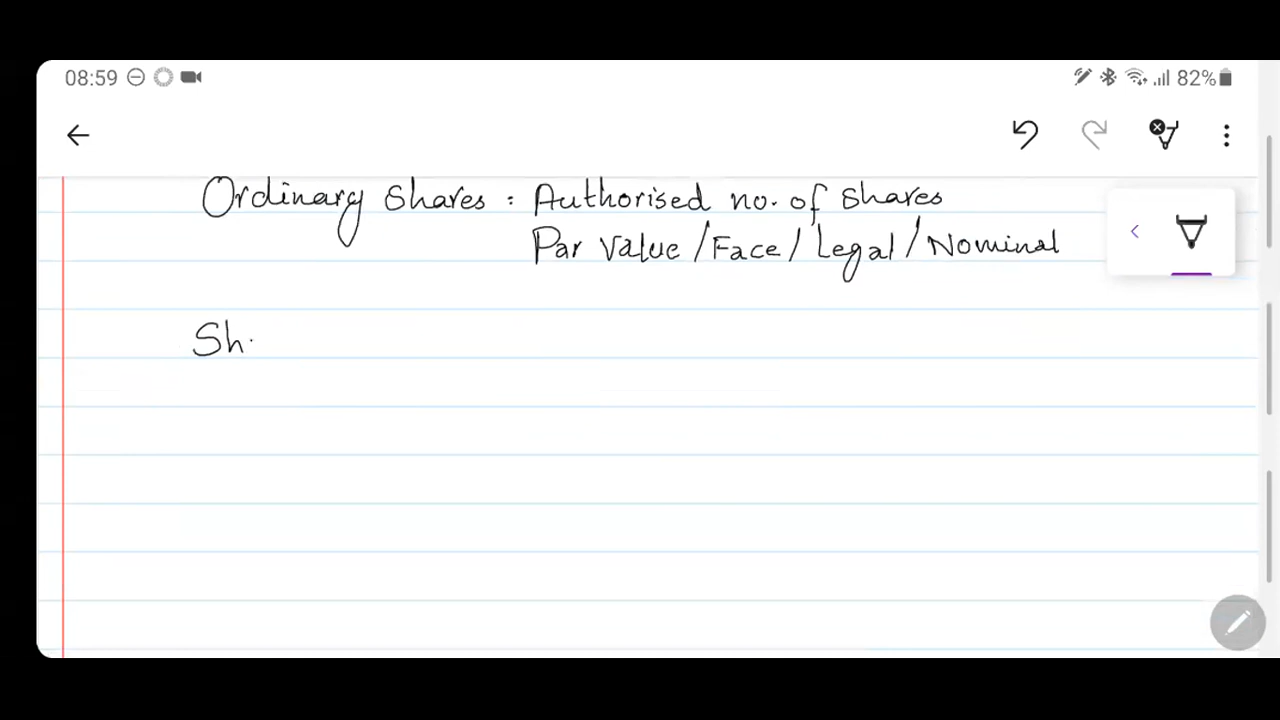 08:59 82%
Ordinary Shares : Authorised no. of Shares
Par Value / Face / Legal / Nominal
Sh.